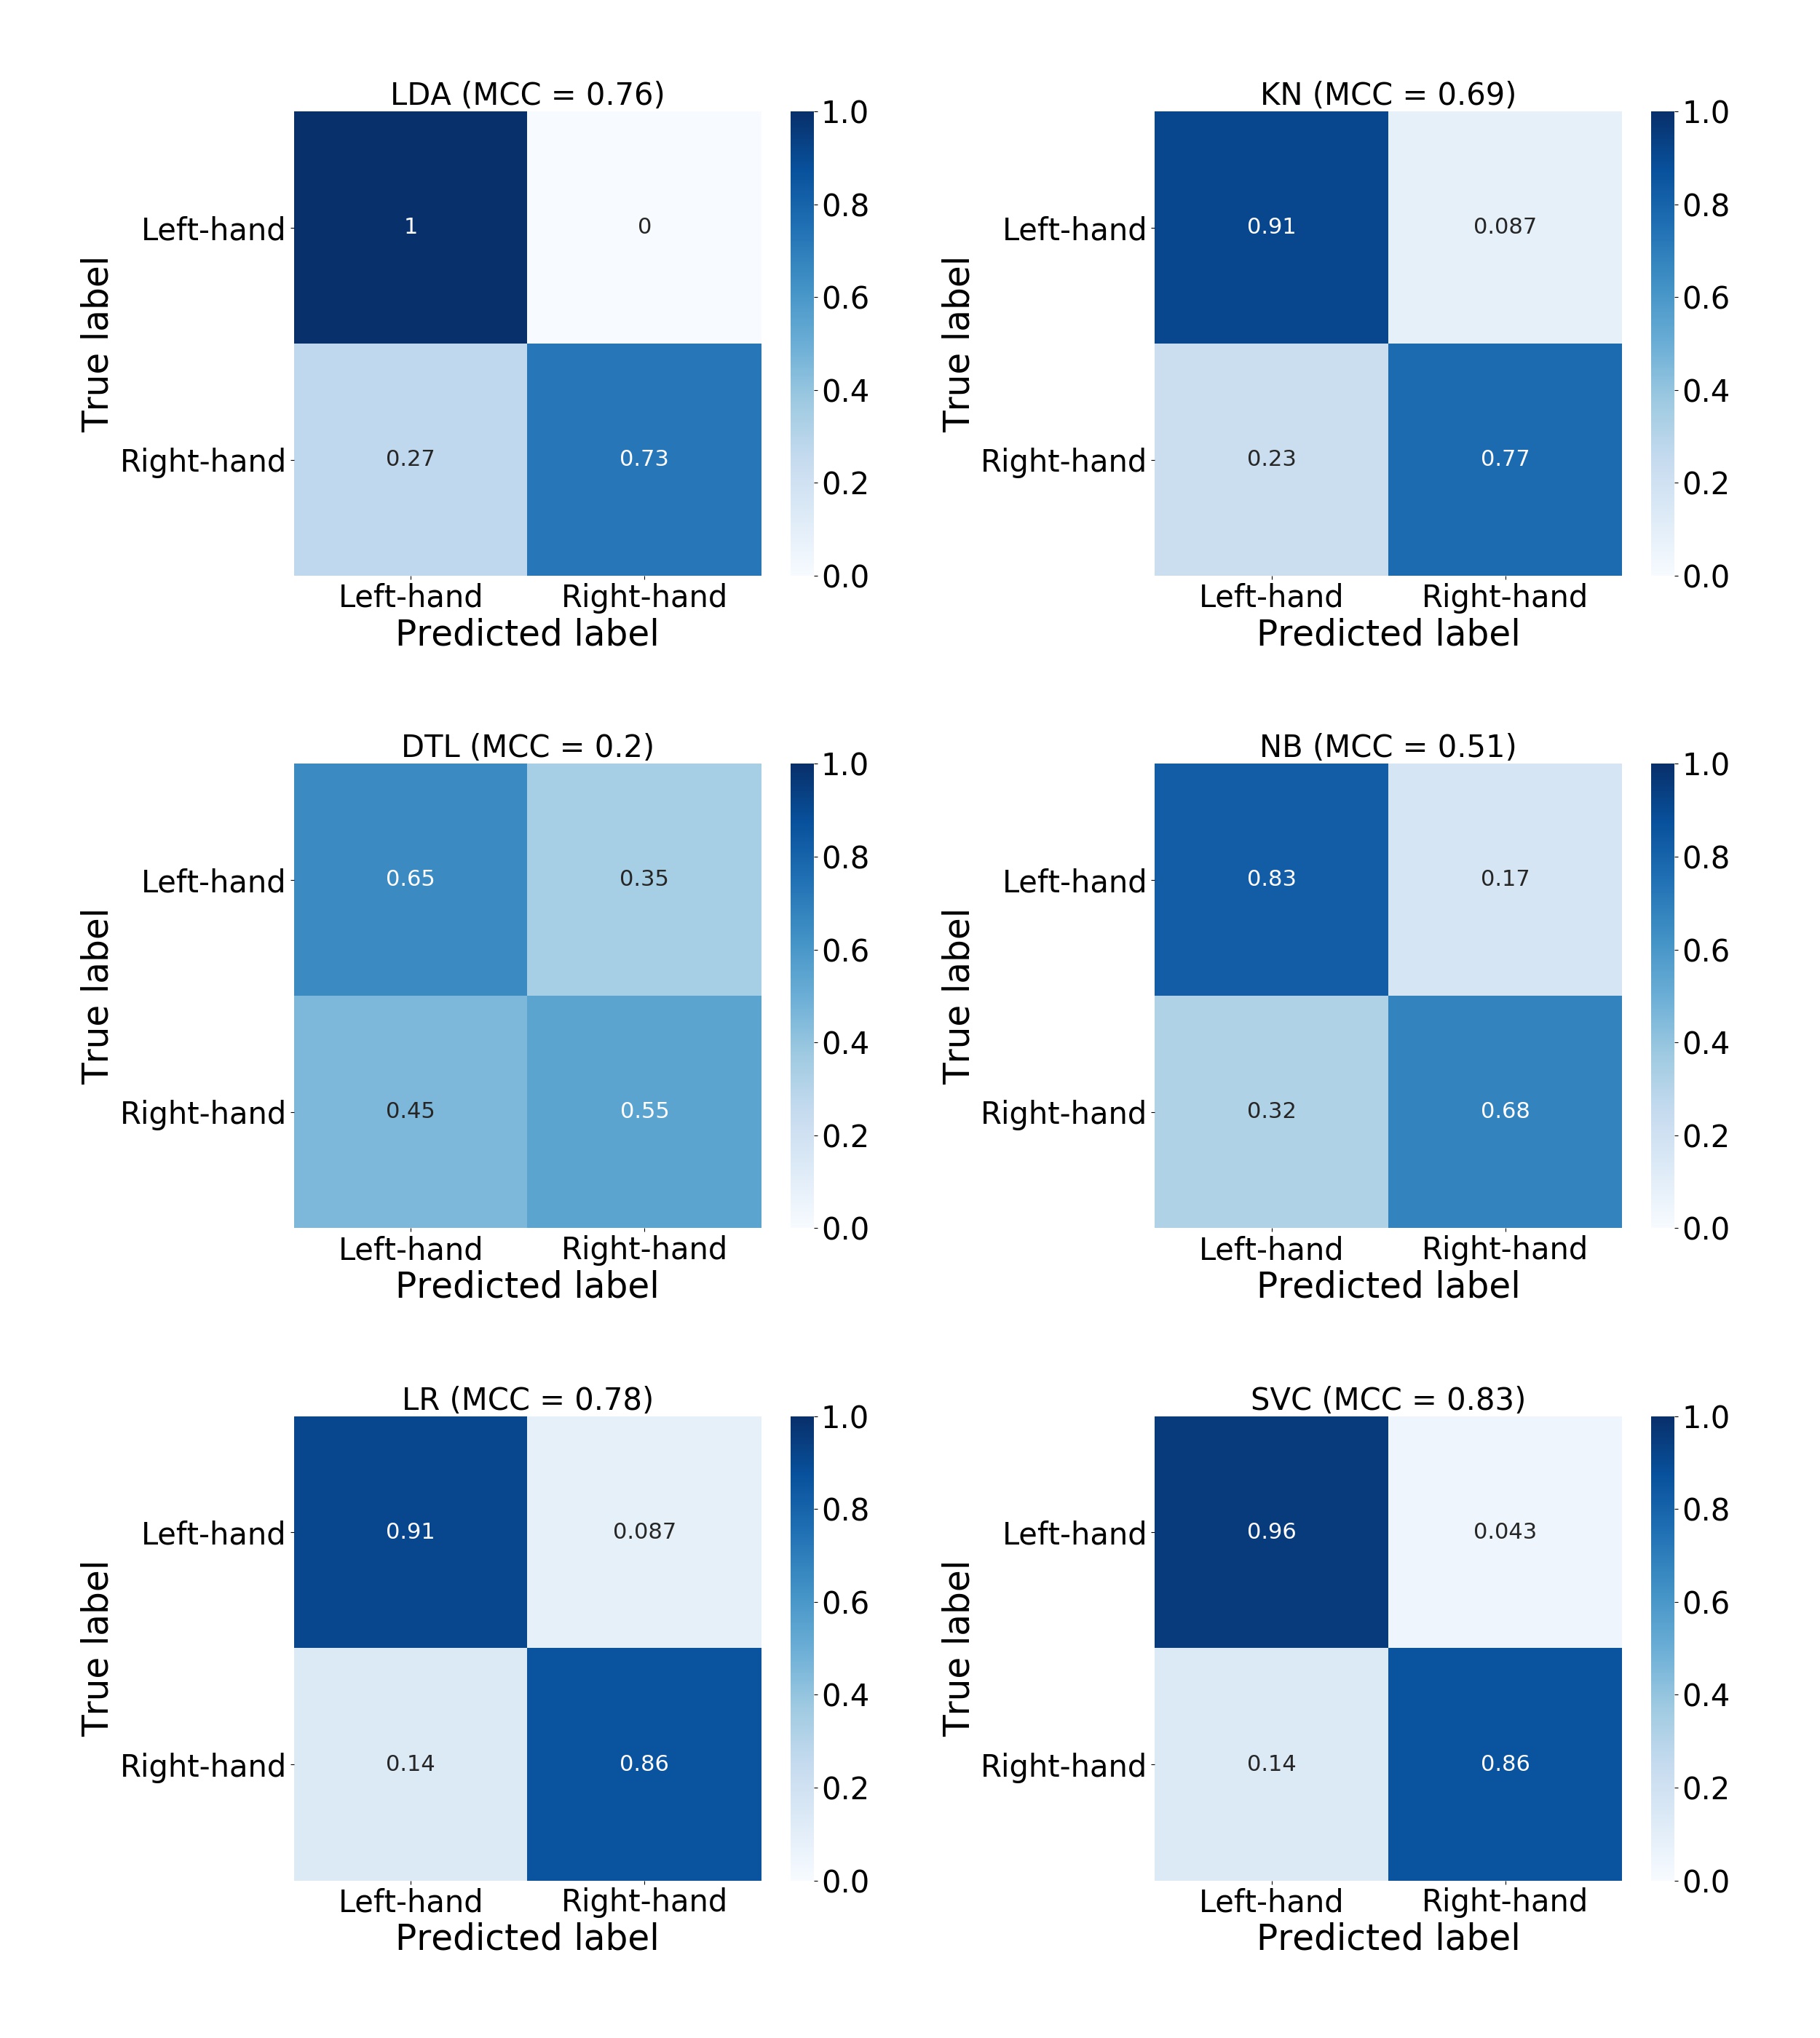 LDA (MCC = 0.76)
1.0
0.8
0.6
0.4
0.2
0.0
True label
Left-hand
Right-hand
1 0
0.27 0.73
Left-hand Right-hand
Predicted label
KN (MCC = 0.69)
1.0
0.8
0.6
0.4
0.2
0.0
True label
Left-hand
Right-hand
0.91 0.087
0.23 0.77
Left-hand Right-hand
Predicted label
DTL (MCC = 0.2)
1.0
0.8
0.6
0.4
0.2
0.0
True label
Left-hand
Right-hand
0.65 0.35
0.45 0.55
Left-hand Right-hand
Predicted label
NB (MCC = 0.51)
1.0
0.8
0.6
0.4
0.2
0.0
True label
Left-hand
Right-hand
0.83 0.17
0.32 0.68
Left-hand Right-hand
Predicted label
LR (MCC = 0.78)
1.0
0.8
0.6
0.4
0.2
0.0
True label
Left-hand
Right-hand
0.91 0.087
0.14 0.86
Left-hand Right-hand
Predicted label
SVC (MCC = 0.83)
1.0
0.8
0.6
0.4
0.2
0.0
True label
Left-hand
Right-hand
0.96 0.043
0.14 0.86
Left-hand Right-hand
Predicted label